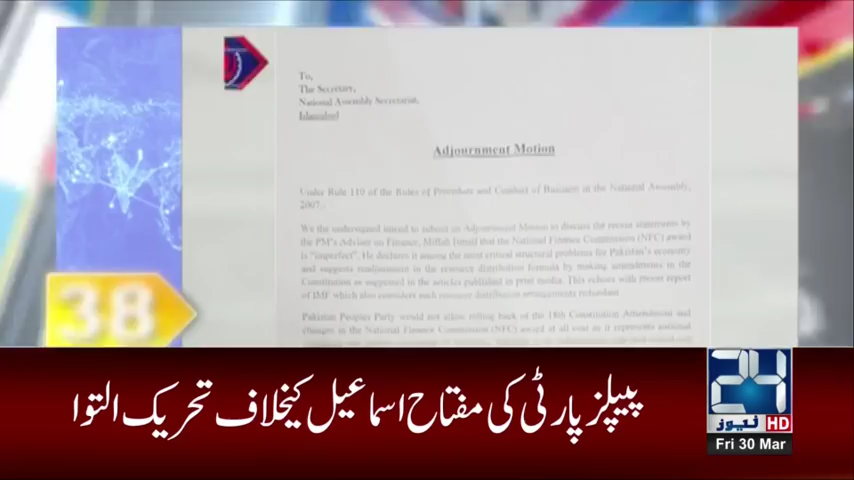 To,
The Secretary,
National Assembly Secretariat,
Islamabad
Adjournment Motion
Under Rule 110 of the Rules of Procedure and Conduct of Business in the National Assembly,
2007;
We the undersigned intend to submit an Adjournment Motion to discuss the recent statements by
the PM's Adviser on Finance, Miftah Ismail that the National Finance Commission (NFC) award
is "imperfect". He declares it among the most critical structural problems for Pakistan's economy
and suggests readjustment in the resource distribution formula by making amendments in the
Constitution as suggested in the articles published in print media. This echoes with recent report
of IMF which also considers such resource distribution arrangements redundant.
Pakistan Peoples Party would not allow rolling back of the 18th Constitution Amendment and
changes in the National Finance Commission (NFC) award at all cost as it represents national
38
پیپلز پارٹی کی مفتاح اسماعیل کیخلاف تحریک التوا
24
نیوز HD
Fri 30 Mar